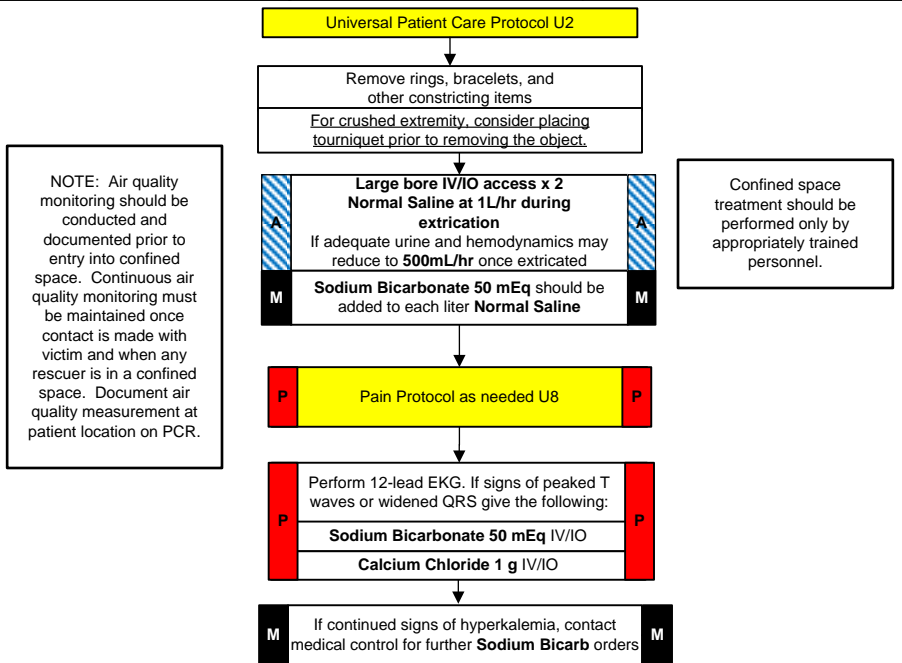 Universal Patient Care Protocol U2
Remove rings, bracelets, and
other constricting items
For crushed extremity, consider placing
tourniquet prior to removing the object.
NOTE: Air quality
monitoring should be
conducted and
documented prior to
entry into confined
space. Continuous air
quality monitoring must
be maintained once
contact is made with
victim and when any
rescuer is in a confined
space. Document air
quality measurement at
patient location on PCR.
A
Large bore IV/IO access x 2
Normal Saline at 1L/hr during
extrication
If adequate urine and hemodynamics may
reduce to 500mL/hr once extricated
A
Confined space
treatment should be
performed only by
appropriately trained
personnel.
M
Sodium Bicarbonate 50 mEq should be
added to each liter Normal Saline
M
P
Pain Protocol as needed U8
P
P
Perform 12-lead EKG. If signs of peaked T
waves or widened QRS give the following:
Sodium Bicarbonate 50 mEq IV/IO
Calcium Chloride 1 g IV/IO
P
M
If continued signs of hyperkalemia, contact
medical control for further Sodium Bicarb orders
M